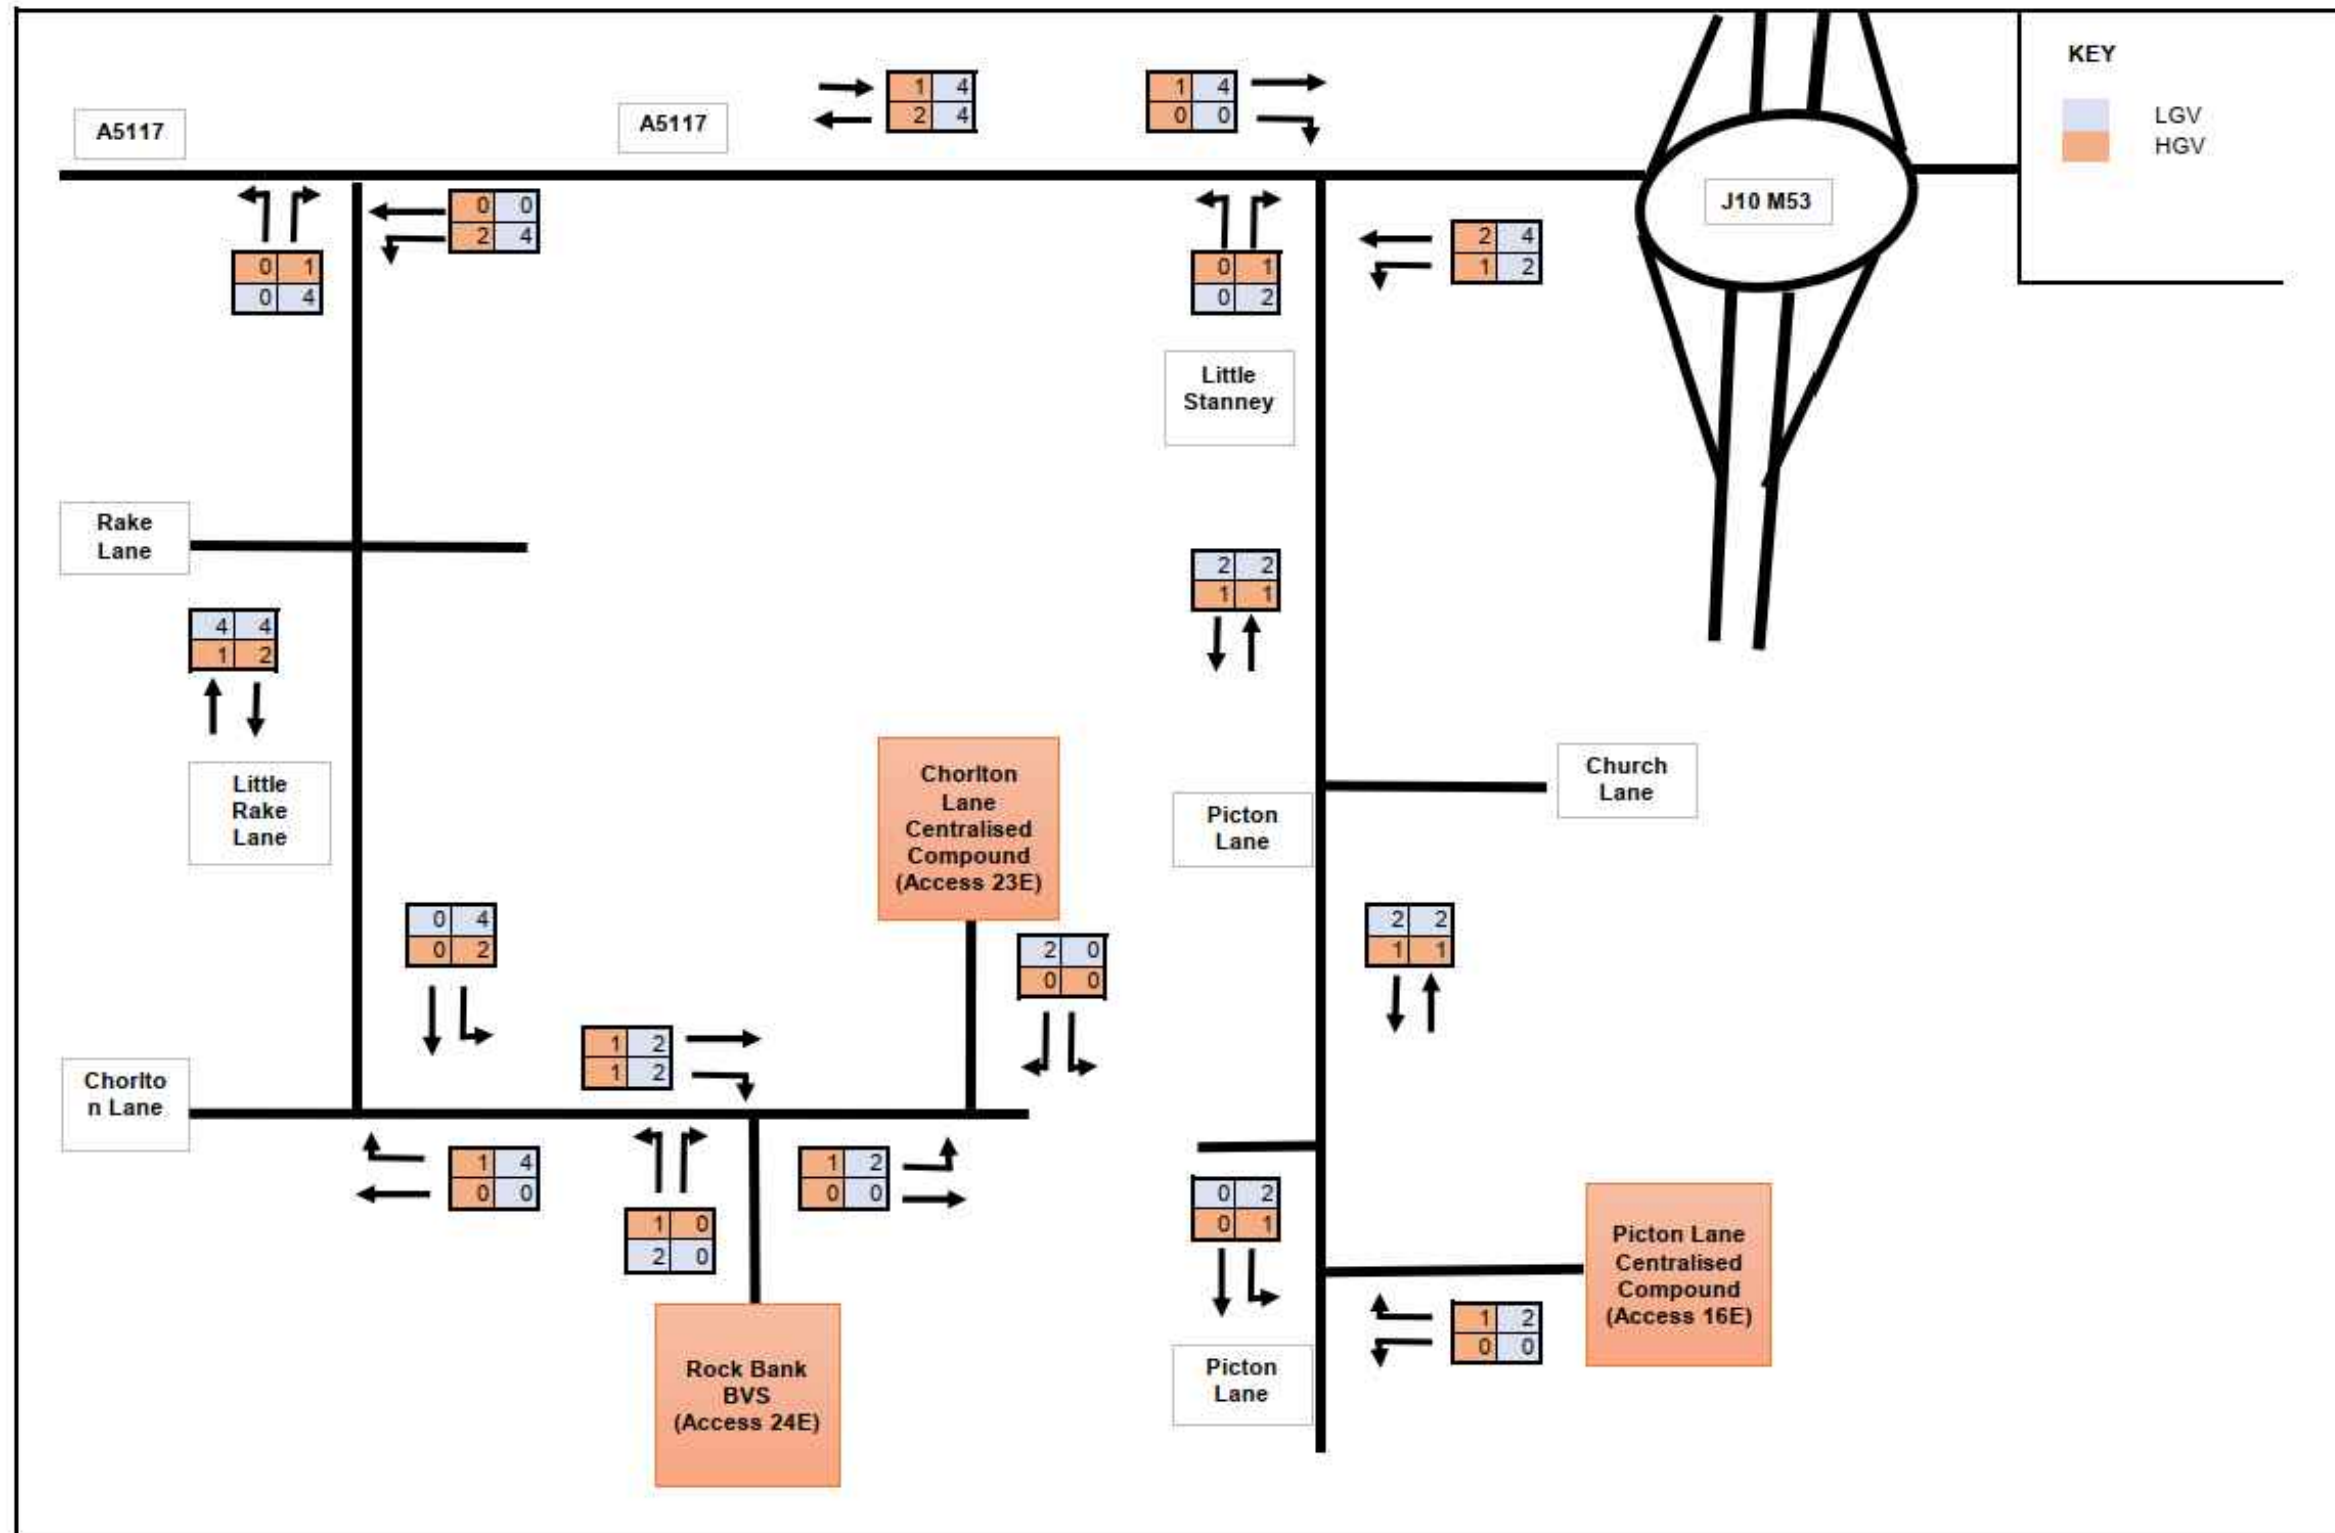 KEY
LGV
HGV
1 4
2 4
1 4
0 0
A5117
A5117
J10 M53
0 0
2 4
0 1
0 4
0 1
0 2
2 4
1 2
Little
Stanney
Rake
Lane
2 2
1 1
4 4
1 2
Little
Rake
Lane
Chorlton
Lane
Centralised
Compound
(Access 23E)
Church
Lane
Picton
Lane
0 4
0 2
2 0
0 0
2 2
1 1
1 2
1 2
Chorlto
n Lane
1 4
0 0
1 0
2 0
1 2
0 0
0 2
0 1
Picton Lane
Centralised
Compound
(Access 16E)
1 2
0 0
Rock Bank
BVS
(Access 24E)
Picton
Lane